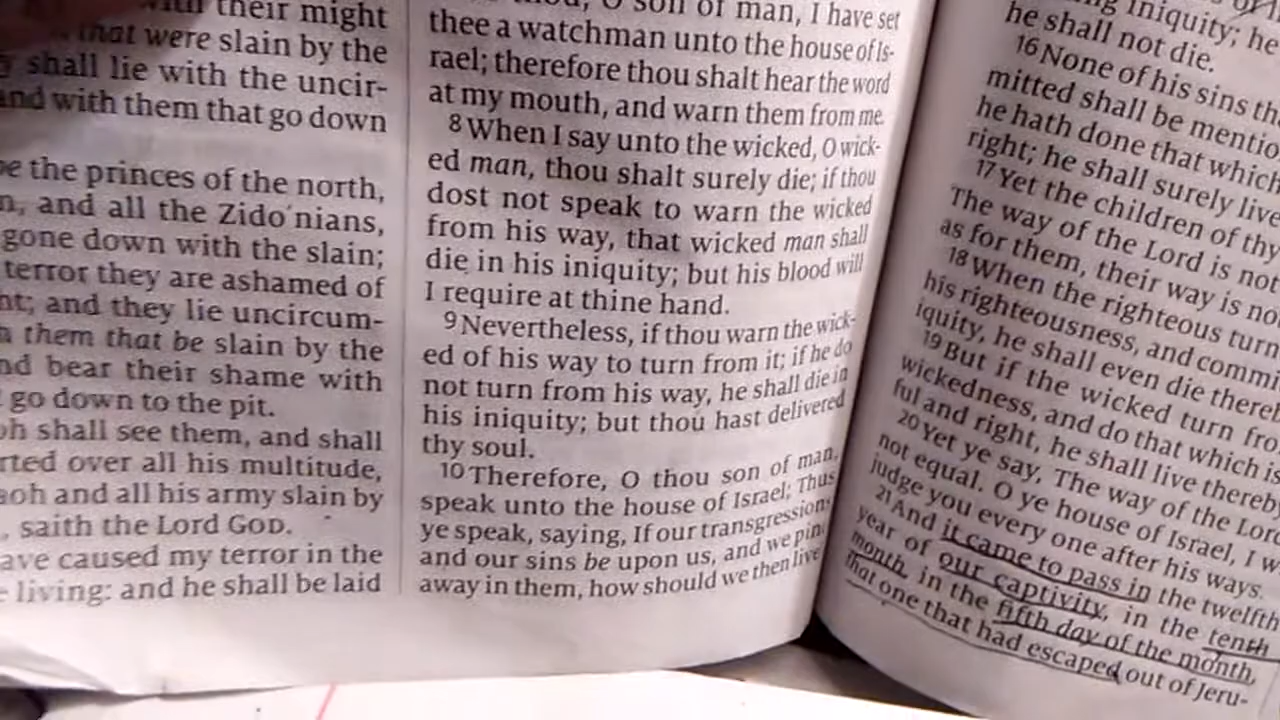 their might
that were slain by the
shall lie with the uncir-
and with them that go down
the princes of the north,
and all the Zido'nians,
gone down with the slain;
terror they are ashamed of
and they lie uncircum-
them that be slain by the
bear their shame with
go down to the pit.
shall see them, and shall
over all his multitude,
and all his army slain by
saith the Lord GOD.
caused my terror in the
living: and he shall be laid
O son of man, I have set
thee a watchman unto the house of Is-
rael; therefore thou shalt hear the word
at my mouth, and warn them from me.
8 When I say unto the wicked, O wick-
ed man, thou shalt surely die; if thou
dost not speak to warn the wicked
from his way, that wicked man shall
die in his iniquity; but his blood will
I require at thine hand.
9 Nevertheless, if thou warn the wick-
ed of his way to turn from it; if he do
not turn from his way, he shall die in
his iniquity; but thou hast delivered
thy soul.
10 Therefore, O thou son of man,
speak unto the house of Israel; Thus
ye speak, saying, If our transgressions
and our sins be upon us, and we pine
away in them, how should we then live
iniquity; he
he shall not die.
16 None of his sins
mitted shall be
he hath done that which
right; he shall surely live
17 Yet the children of thy
The way of the Lord is not
as for them, their way is
18 When the righteous
his righteousness, and
iquity, he shall even die
19 But if the wicked turn
wickedness, and do that which is
ful and right, he shall live
20 Yet ye say, The way of the Lord
not equal. O ye house of Israel, I
judge you every one after his ways.
21 And it came to pass in the twelfth
year of our captivity, in the tenth
month, in the fifth day of the month,
that one that had escaped out of Jeru-